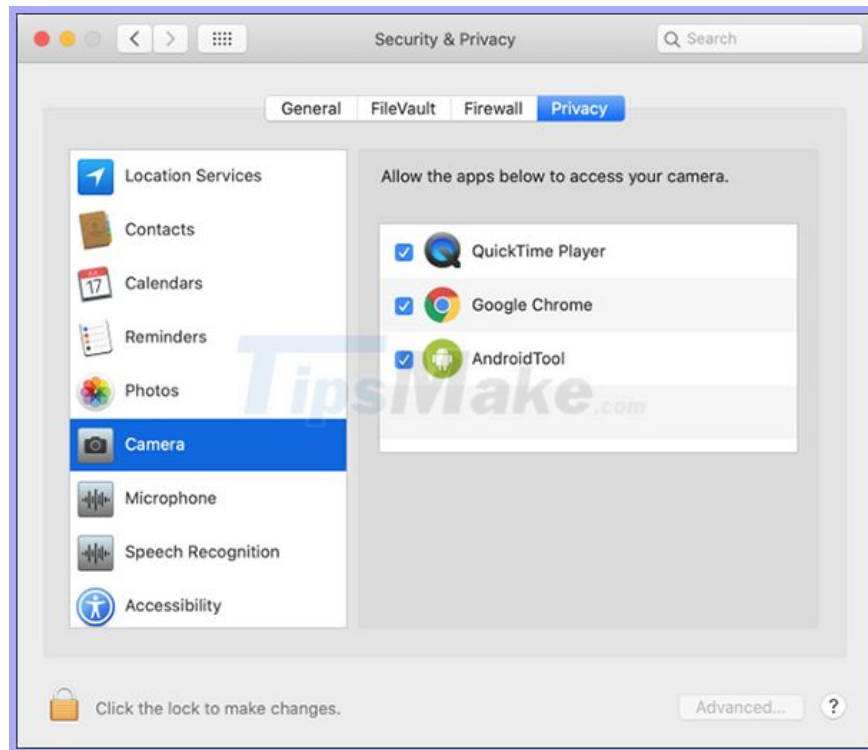 Security & Privacy
Search
General
FileVault
Firewall
Privacy
Location Services
Contacts
17
Calendars
Reminders
Photos
Camera
Microphone
Speech Recognition
Accessibility
Allow the apps below to access your camera.
QuickTime Player
Google Chrome
AndroidTool
TipsMake.com
Click the lock to make changes.
Advanced...
?